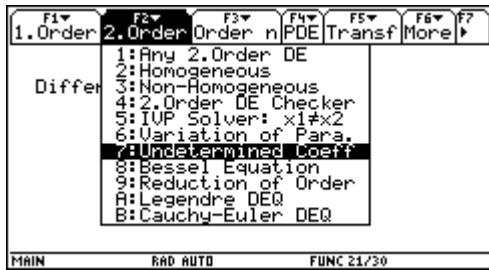 F1▾ F2▾ F3▾ F4▾ F5▾ F6▾ F7
1.Order 2.Order Order n PDE Transf More ▸
1:Any 2.Order DE
2:Homogeneous
Differ 3:Non-Homogeneous
4:2.Order DE Checker
5:IVP Solver: x1≠x2
6:Variation of Para.
7:Undetermined Coeff
8:Bessel Equation
9:Reduction of Order
A:Legendre DEQ
B:Cauchy-Euler DEQ
MAIN RAD AUTO FUNC 21/30